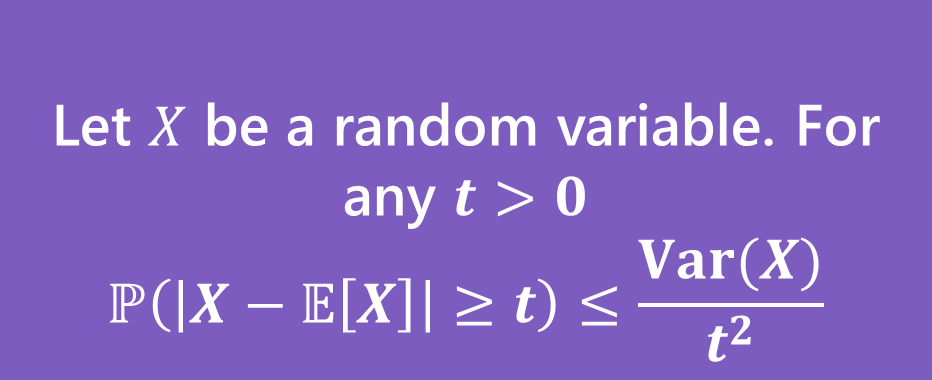 Let X be a random variable. For
any t > 0
ℙ(|X − 𝔼[X]| ≥ t) ≤ Var(X)/t²